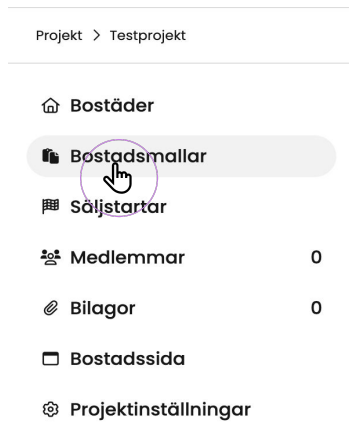 Projekt > Testprojekt
Bostäder
Bostadsmallar
Säljstartar
Medlemmar 0
Bilagor 0
Bostadssida
Projektinställningar